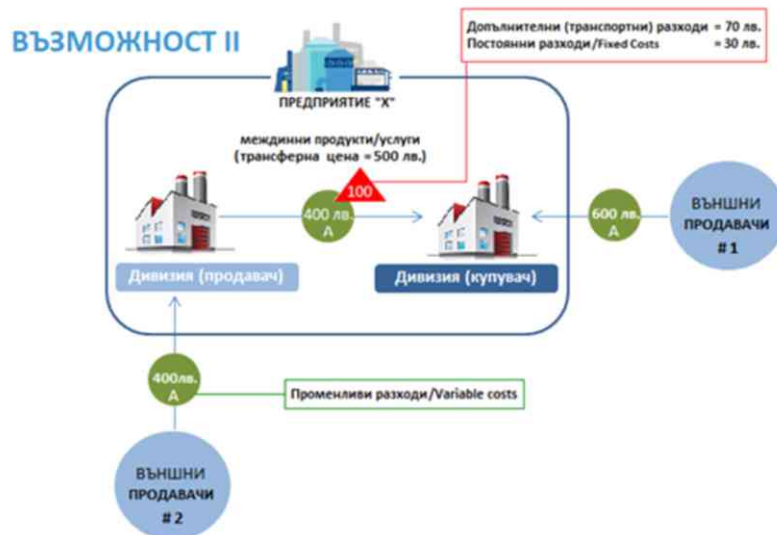 ВЪЗМОЖНОСТ II
Допълнителни (транспортни) разходи = 70 лв.
Постоянни разходи/Fixed Costs = 30 лв.
ПРЕДПРИЯТИЕ "X"
междинни продукти/услуги
(трансферна цена = 500 лв.)
100
400 лв.
А
600 лв.
А
ВЪНШНИ
ПРОДАВАЧИ
# 1
Дивизия (продавач)
Дивизия (купувач)
400лв.
А
Променливи разходи/Variable costs
ВЪНШНИ
ПРОДАВАЧИ
# 2